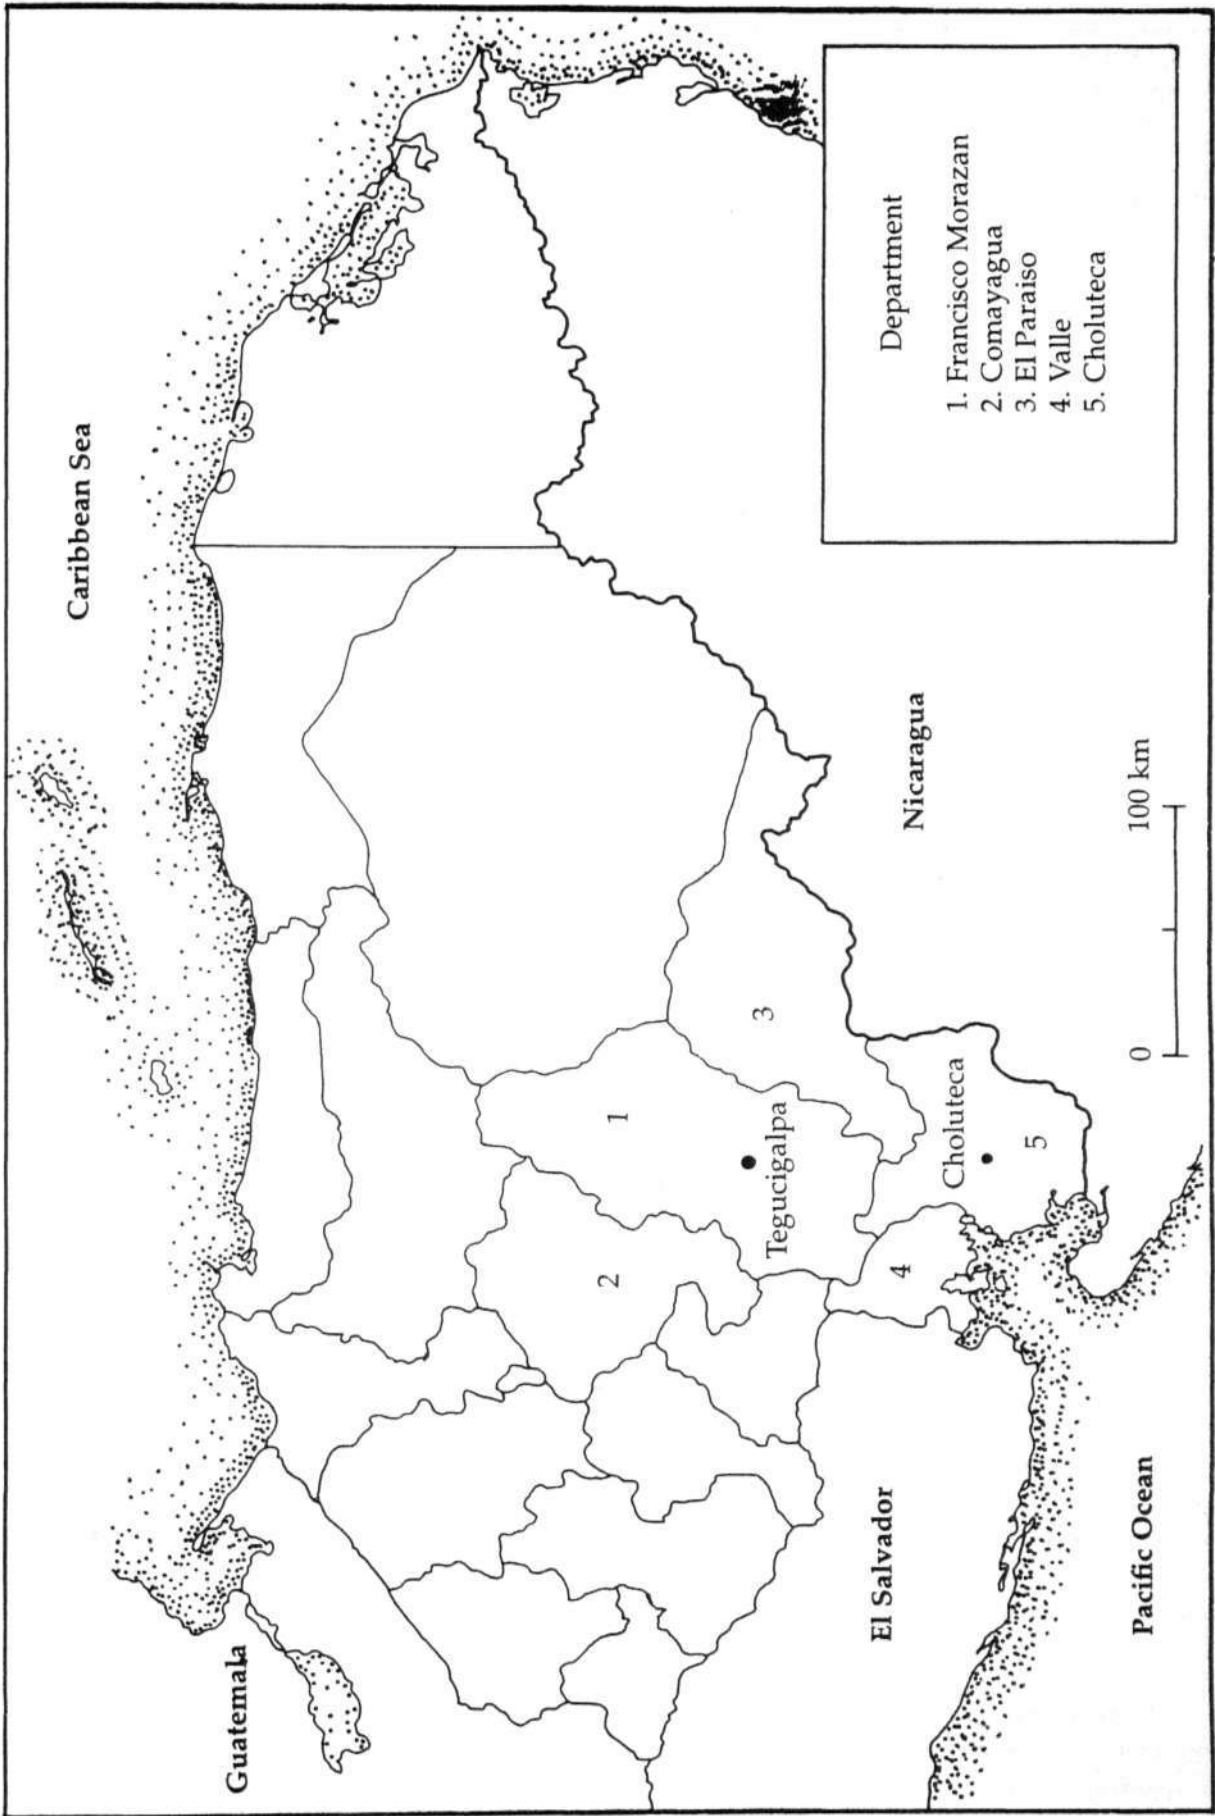 Caribbean Sea
Guatemala
1
2
Tegucigalpa
3
4
Choluteca
5
El Salvador
Nicaragua
Pacific Ocean
0
100 km
Department
1. Francisco Morazan
2. Comayagua
3. El Paraiso
4. Valle
5. Choluteca